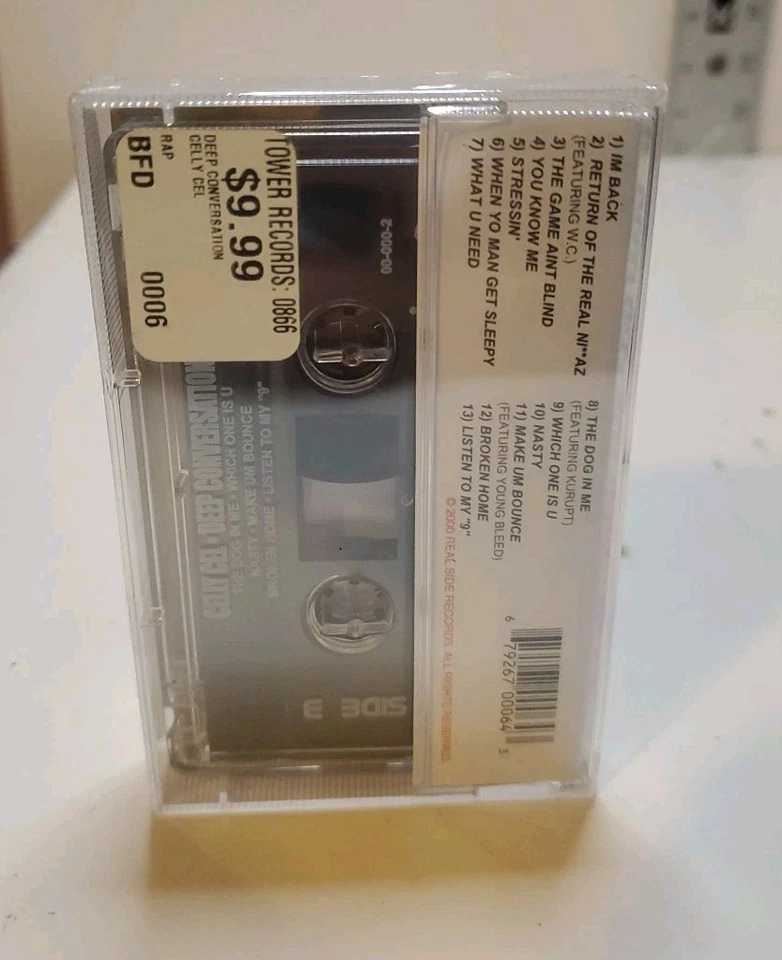 TOWER RECORDS: 0866
$9.99
DEEP CONVERSATION
CELLY CEL
RAP
BFD 0006
1) IM BACK
2) RETURN OF THE REAL NI**AZ
(FEATURING W.C.)
3) THE GAME AINT BLIND
4) YOU KNOW ME
5) STRESSIN'
6) WHEN YO MAN GET SLEEPY
7) WHAT U NEED
8) THE DOG IN ME
(FEATURING KURUPT)
9) WHICH ONE IS U
10) NASTY
11) MAKE UM BOUNCE
(FEATURING YOUNG BLEED)
12) BROKEN HOME
13) LISTEN TO MY "9"
© 2000 REAL SIDE RECORDS. ALL RIGHTS RESERVED.
6 79267 00064 3
00-000-2
SIDE
CELLY CEL • DEEP CONVERSATION
THE DOG IN ME • WHICH ONE IS U
NASTY • MAKE UM BOUNCE
BROKEN HOME • LISTEN TO MY "9"